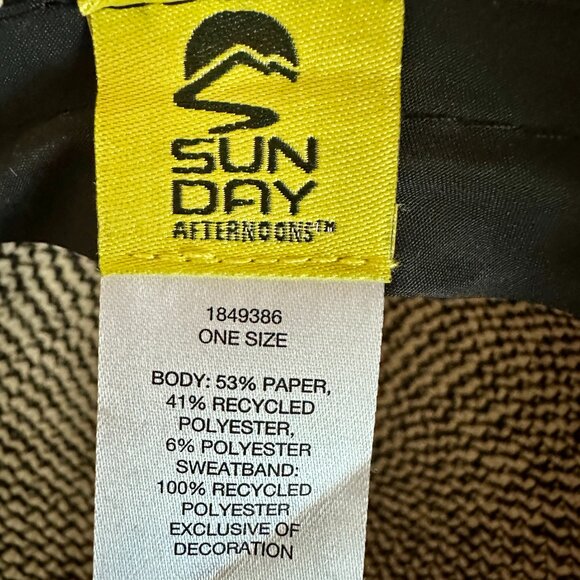 SUN
DAY
AFTERNOONS™
1849386
ONE SIZE
BODY: 53% PAPER,
41% RECYCLED
POLYESTER,
6% POLYESTER
SWEATBAND:
100% RECYCLED
POLYESTER
EXCLUSIVE OF
DECORATION